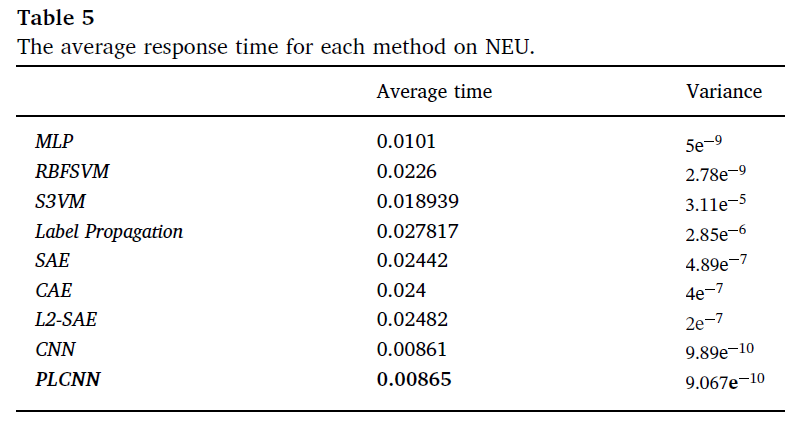 Table 5
The average response time for each method on NEU.
Average time Variance
MLP 0.0101 5e⁻⁹
RBFSVM 0.0226 2.78e⁻⁹
S3VM 0.018939 3.11e⁻⁵
Label Propagation 0.027817 2.85e⁻⁶
SAE 0.02442 4.89e⁻⁷
CAE 0.024 4e⁻⁷
L2-SAE 0.02482 2e⁻⁷
CNN 0.00861 9.89e⁻¹⁰
PLCNN 0.00865 9.067e⁻¹⁰